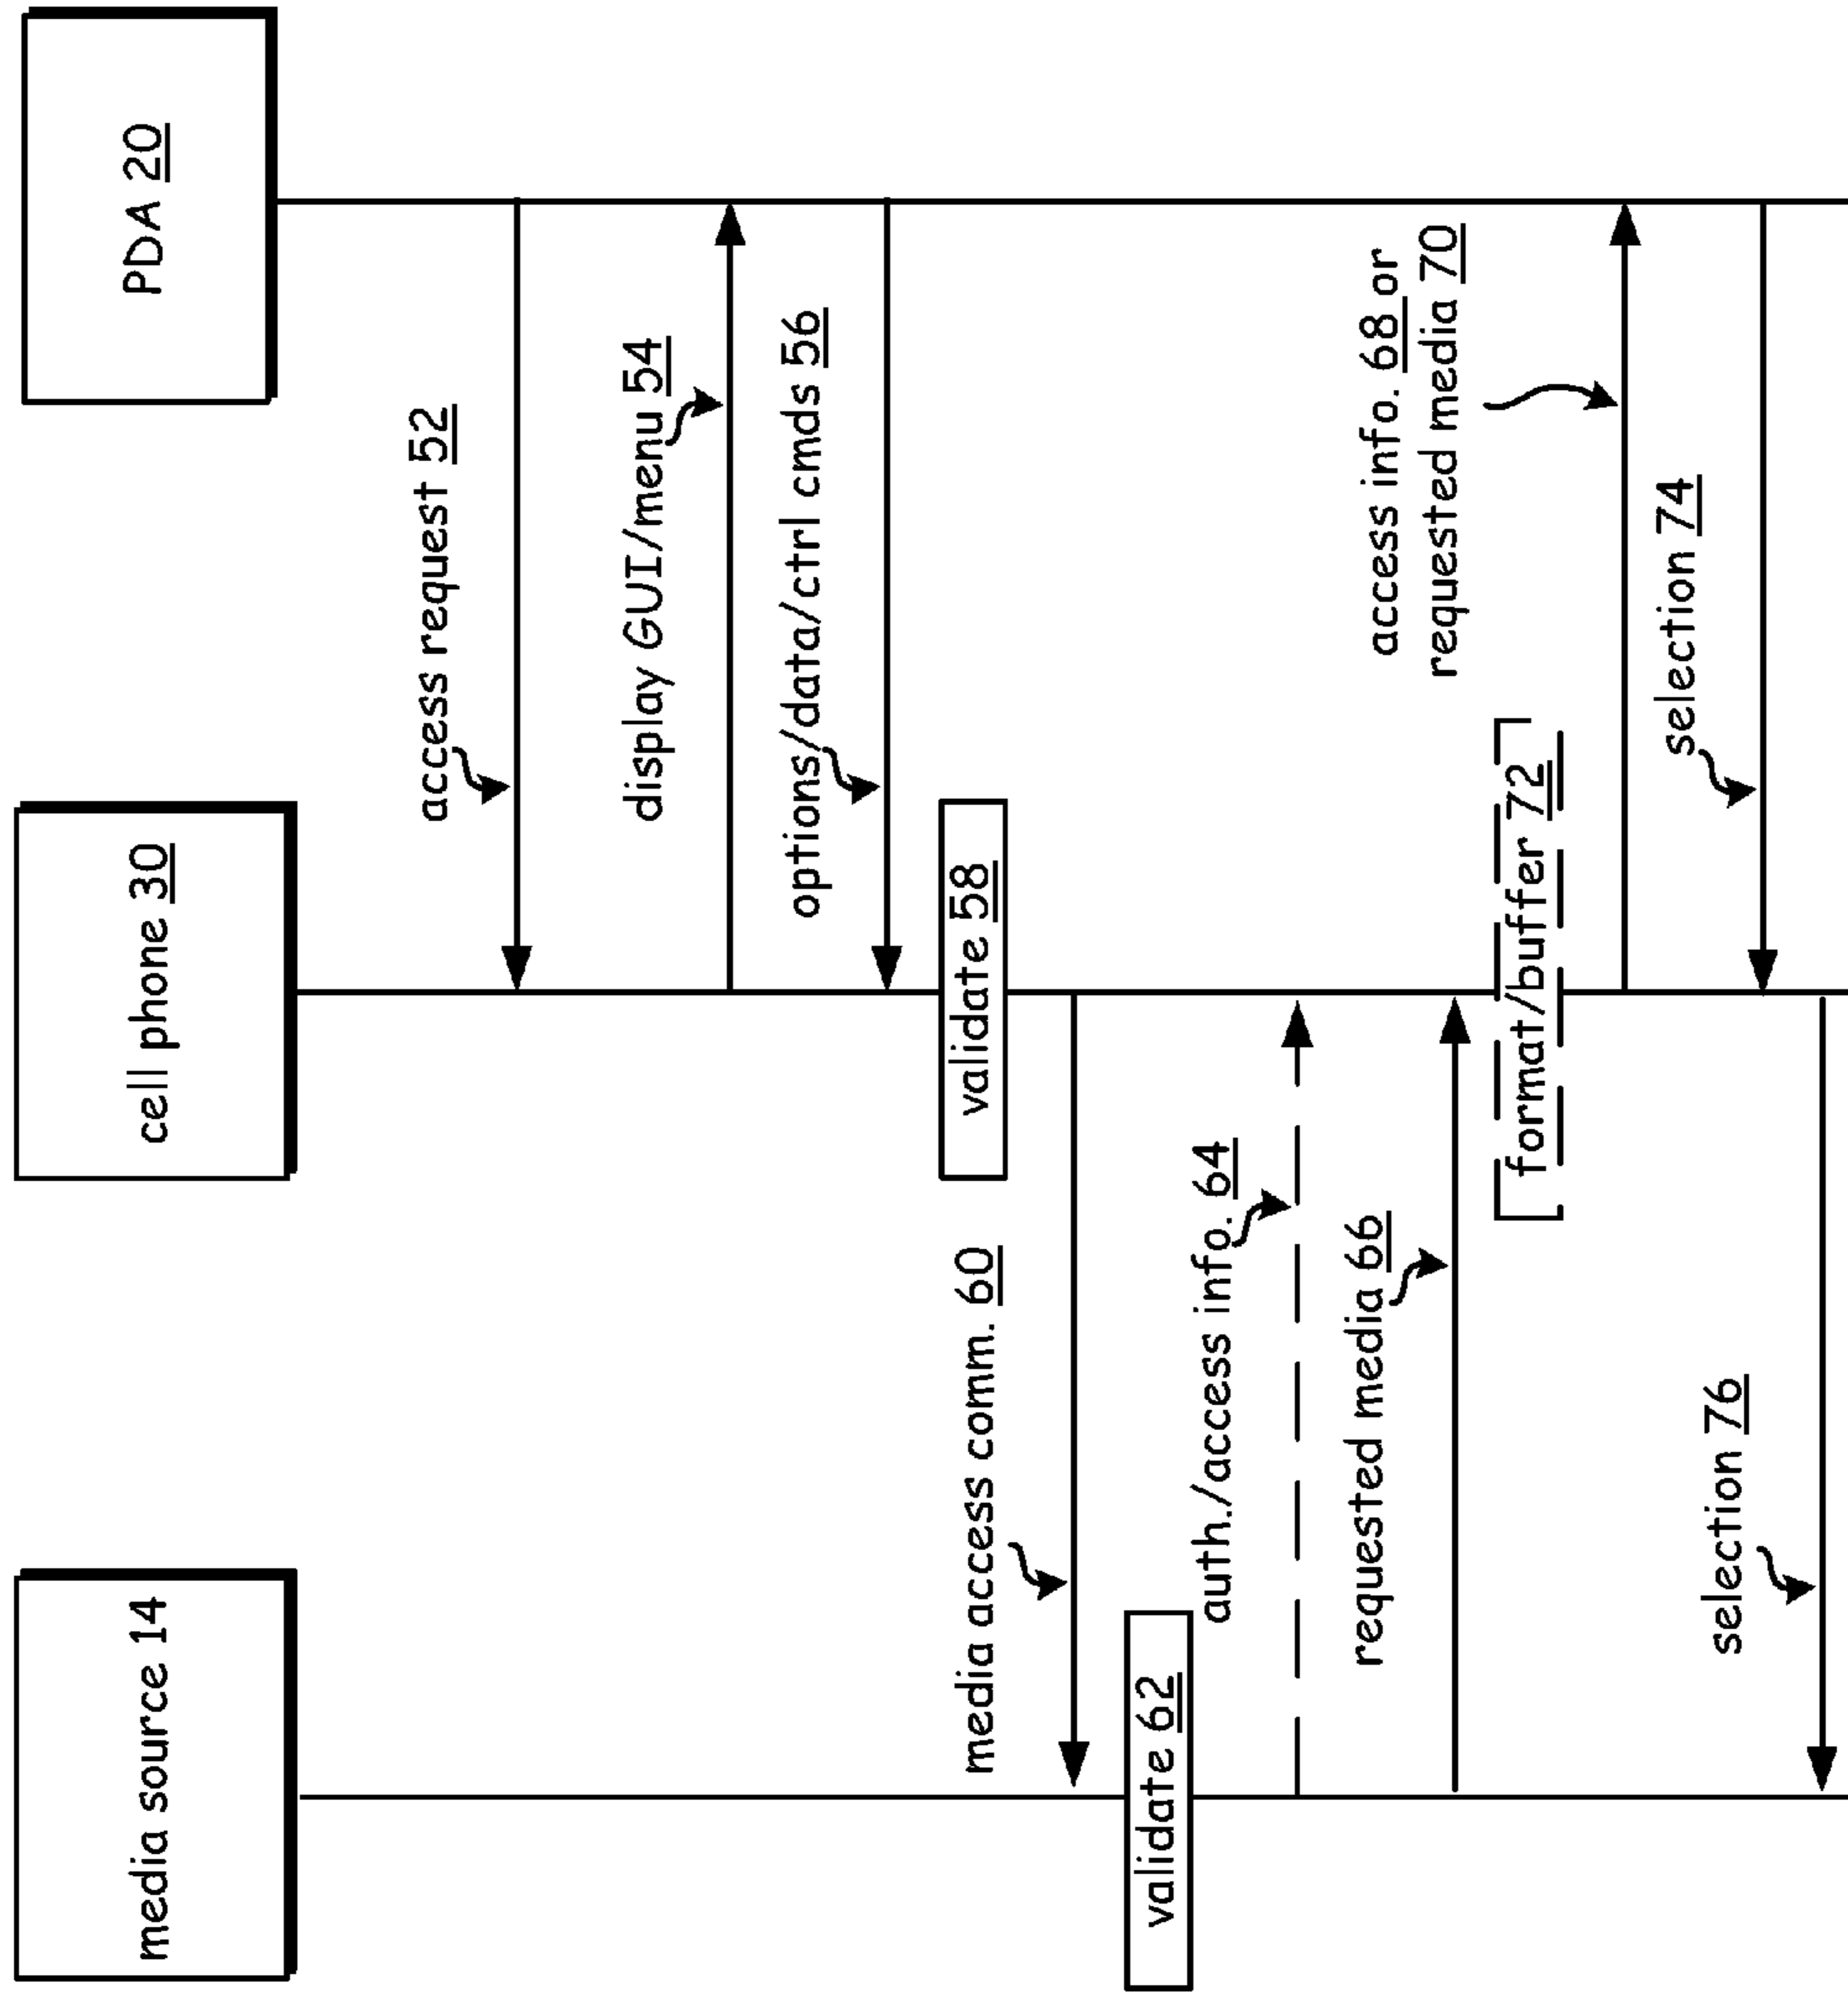 media source 14
cell phone 30
PDA 20
access request 52
display GUI/menu 54
options/data/ctrl cmds 56
validate 58
media access comm. 60
validate 62
auth./access info. 64
requested media 66
access info. 68 or
requested media 70
format/buffer 72
selection 74
selection 76